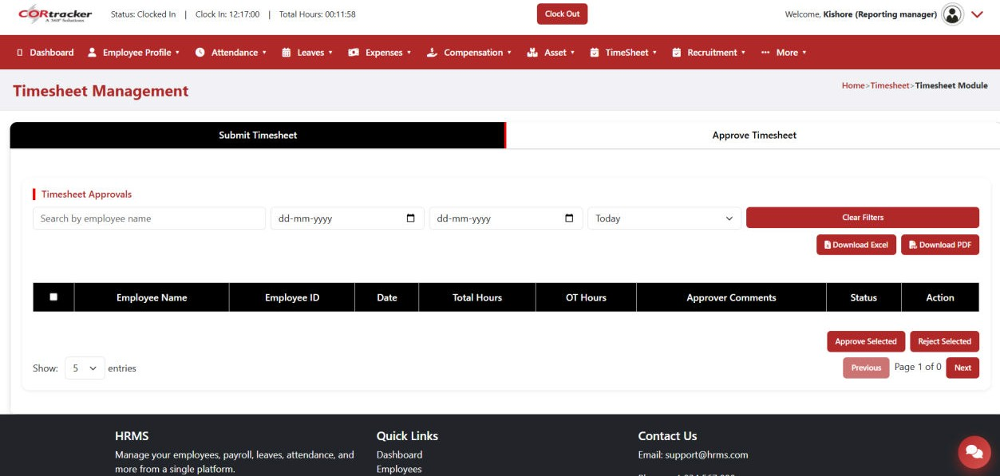 CORtracker
A 360° Solutions
Status: Clocked In | Clock In: 12:17:00 | Total Hours: 00:11:58
Clock Out
Welcome, Kishore (Reporting manager)
Dashboard Employee Profile Attendance Leaves Expenses Compensation Asset TimeSheet Recruitment More
Timesheet Management
Home>Timesheet>Timesheet Module
Submit Timesheet Approve Timesheet
Timesheet Approvals
Search by employee name dd-mm-yyyy dd-mm-yyyy Today Clear Filters
Download Excel Download PDF
Employee Name Employee ID Date Total Hours OT Hours Approver Comments Status Action
Approve Selected Reject Selected
Show: 5 entries Previous Page 1 of 0 Next
HRMS Quick Links Contact Us
Manage your employees, payroll, leaves, attendance, and Dashboard Email: support@hrms.com
more from a single platform. Employees